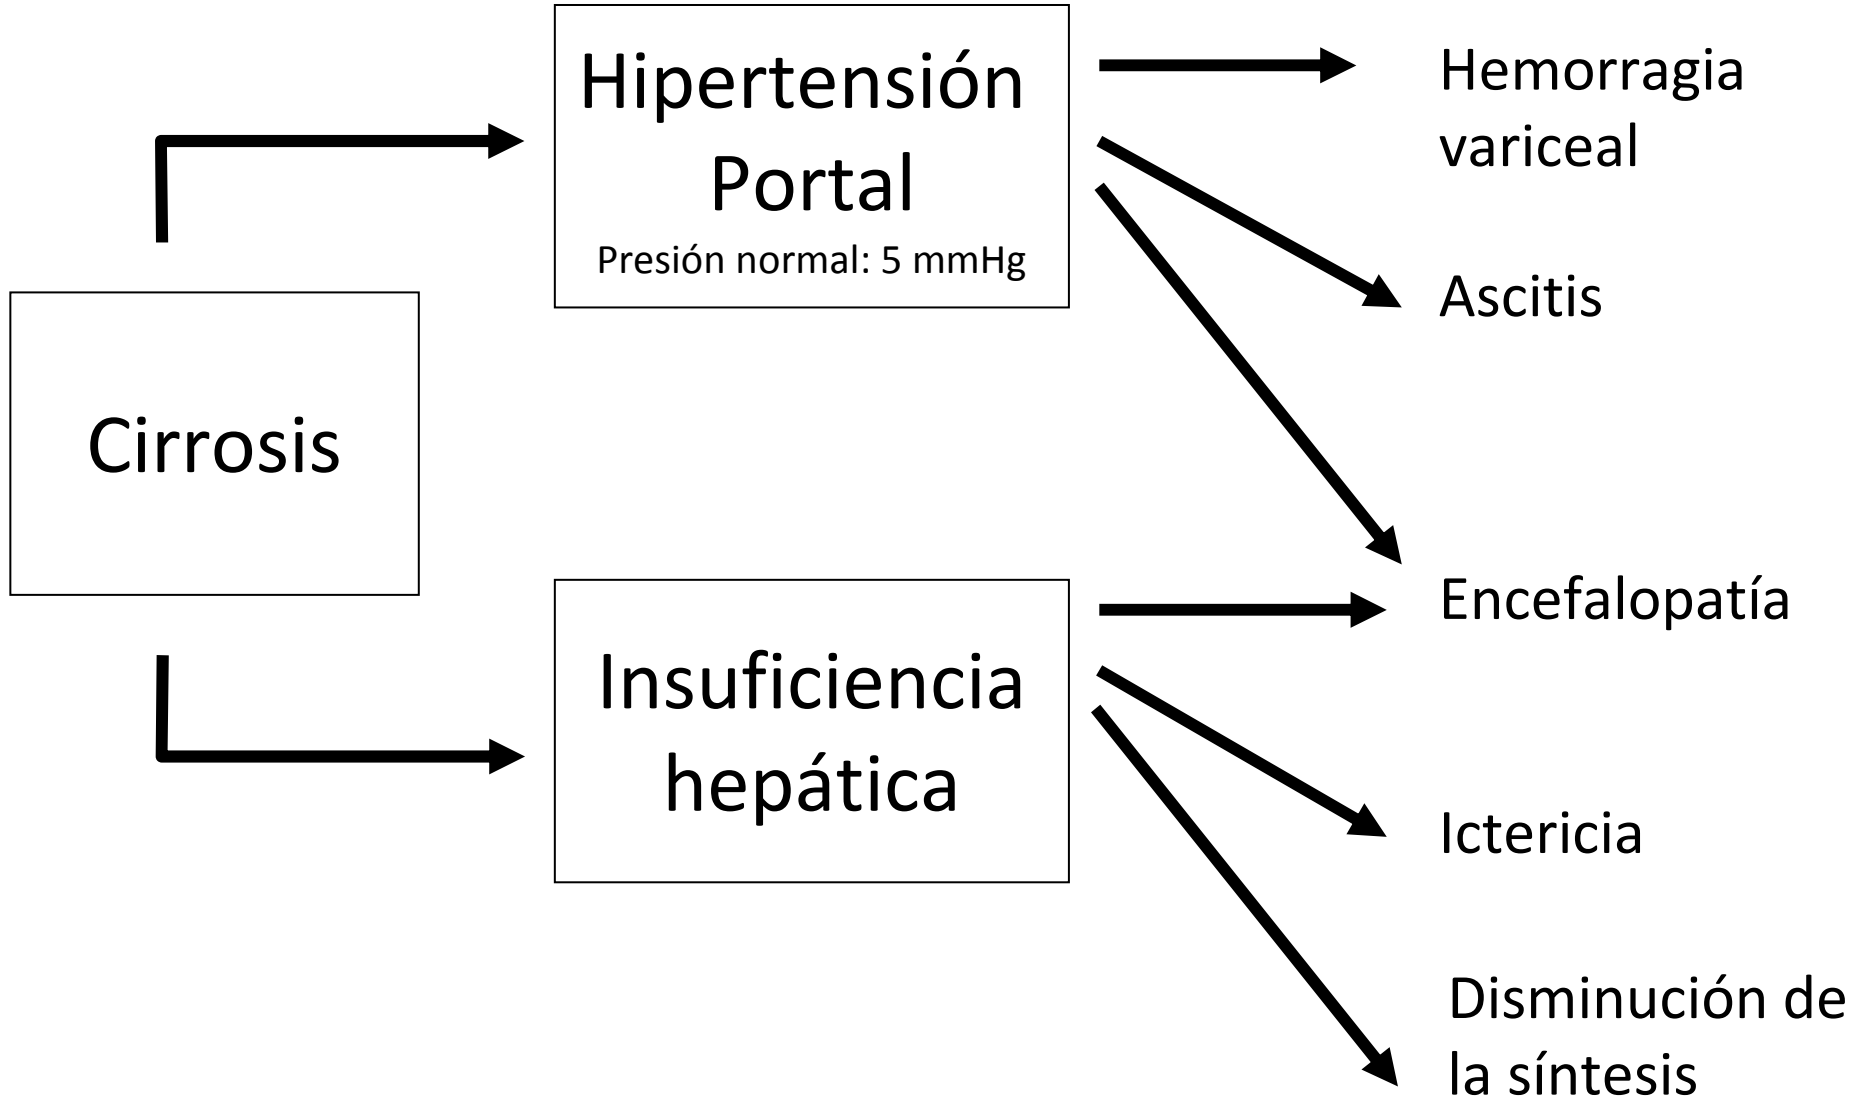 Hipertensión
Portal
Presión normal: 5 mmHg
Hemorragia
variceal
Ascitis
Cirrosis
Encefalopatía
Insuficiencia
hepática
Ictericia
Disminución de
la síntesis